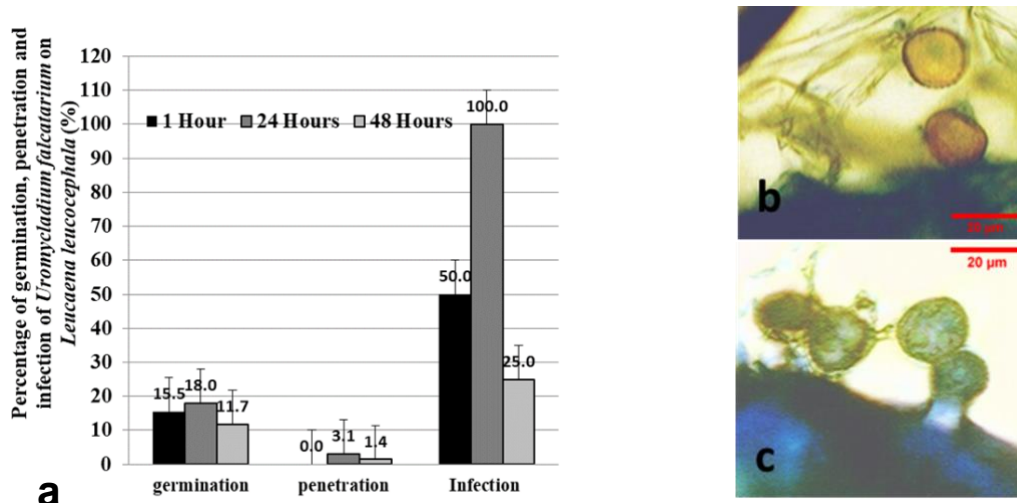 Percentage of germination, penetration and
infection of Uromycladium falcatarium on
Leucaena leucocephala (%)
120
110
100
90
80
70
60
50
40
30
20
10
0
1 Hour 24 Hours 48 Hours
15.5
18.0
11.7
0.0
3.1
1.4
50.0
100.0
25.0
germination penetration Infection
a
b
20 µm
c